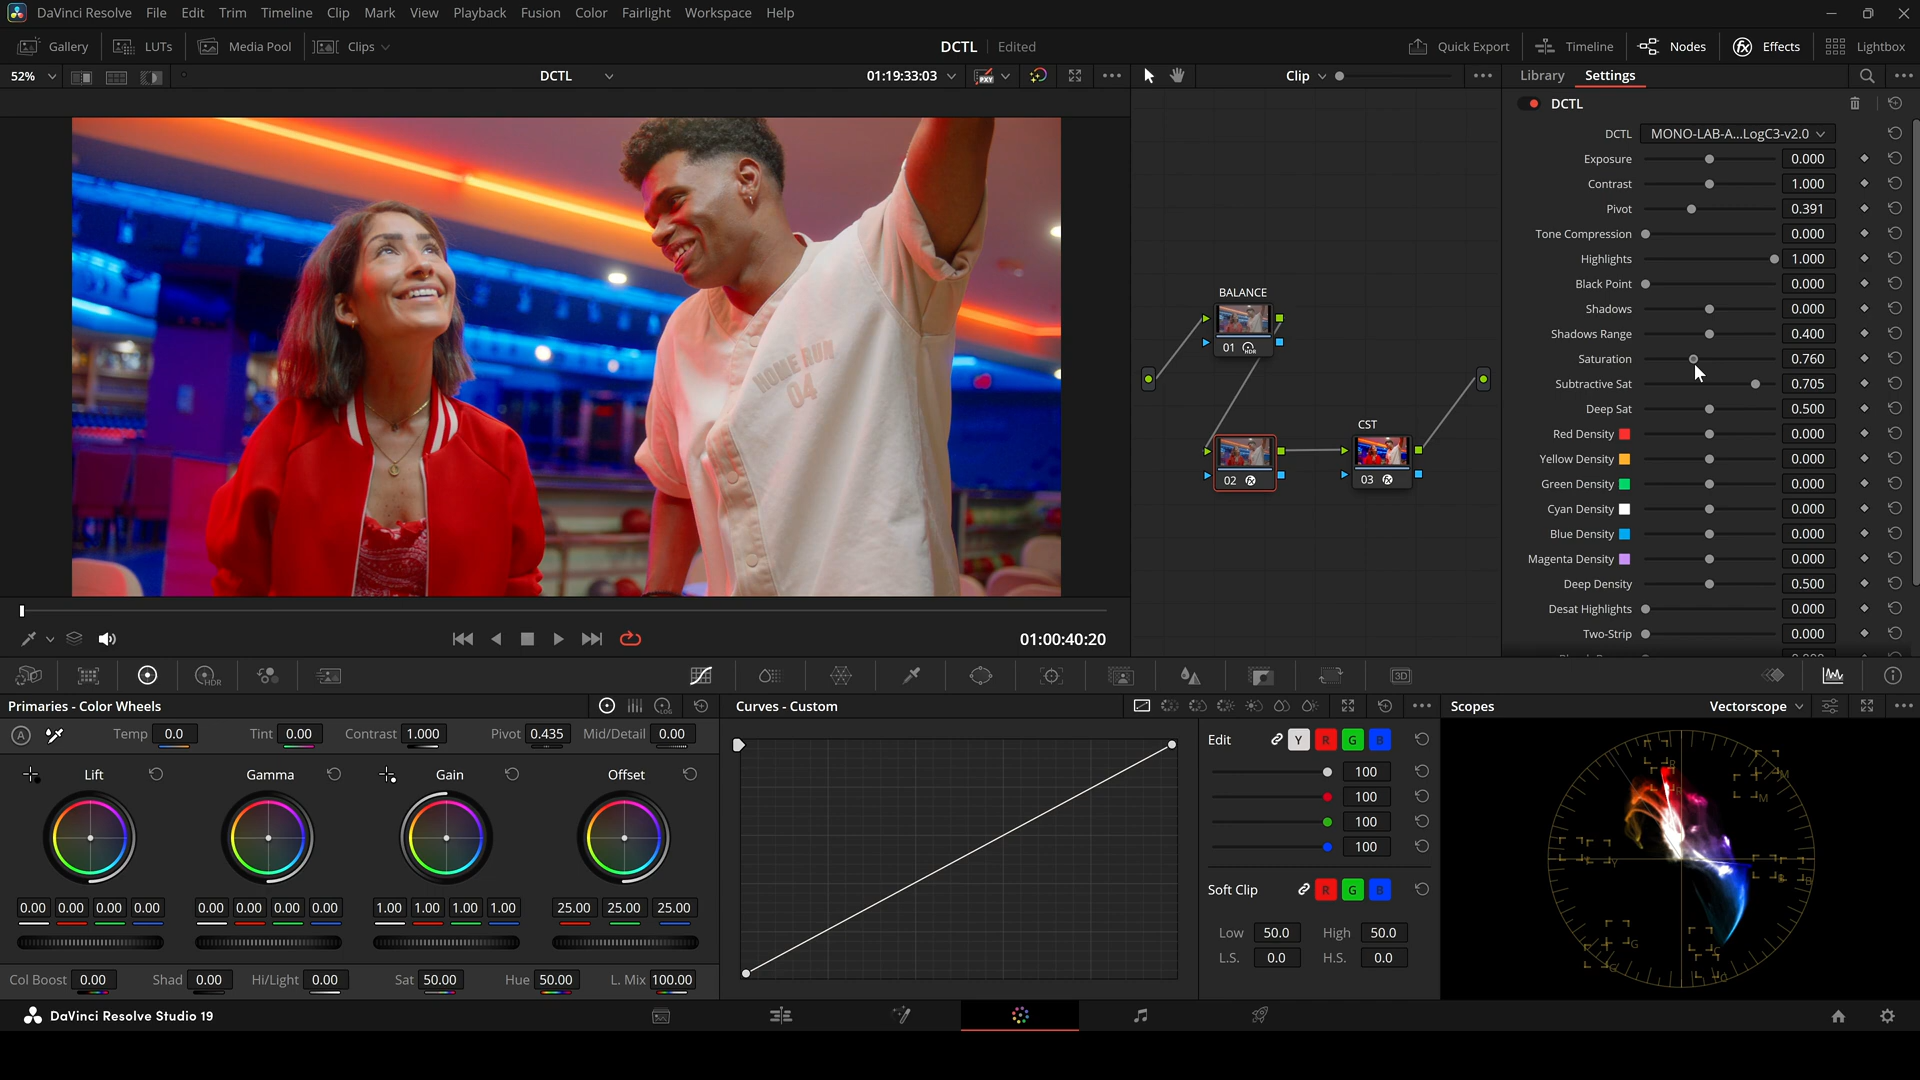 DaVinci Resolve File Edit Trim Timeline Clip Mark View Playback Fusion Color Fairlight Workspace Help
Gallery LUTs Media Pool Clips DCTL Edited Quick Export Timeline Nodes Effects Lightbox
52% DCTL 01:19:33:03 PXY Clip Library Settings
DCTL
DCTL MONO-LAB-A...LogC3-v2.0
Exposure 0.000
Contrast 1.000
Pivot 0.391
Tone Compression 0.000
Highlights 1.000
Black Point 0.000
Shadows 0.000
Shadows Range 0.400
Saturation 0.760
Subtractive Sat 0.705
Deep Sat 0.500
Red Density 0.000
Yellow Density 0.000
Green Density 0.000
Cyan Density 0.000
Blue Density 0.000
Magenta Density 0.000
Deep Density 0.500
Desat Highlights 0.000
Two-Strip 0.000
HOME RUN
04
BALANCE
01 HDR
CST
02
03
01:00:40:20
HDR 3D
Primaries - Color Wheels LOG
A Temp 0.0 Tint 0.00 Contrast 1.000 Pivot 0.435 Mid/Detail 0.00
Lift Gamma Gain Offset
0.00 0.00 0.00 0.00 0.00 0.00 0.00 0.00 1.00 1.00 1.00 1.00 25.00 25.00 25.00
Col Boost 0.00 Shad 0.00 Hi/Light 0.00 Sat 50.00 Hue 50.00 L. Mix 100.00
Curves - Custom
Edit Y R G B
100
100
100
100
Soft Clip R G B
Low 50.0 High 50.0
L.S. 0.0 H.S. 0.0
Scopes Vectorscope
R M
R M
Y B B
G C
G C
DaVinci Resolve Studio 19